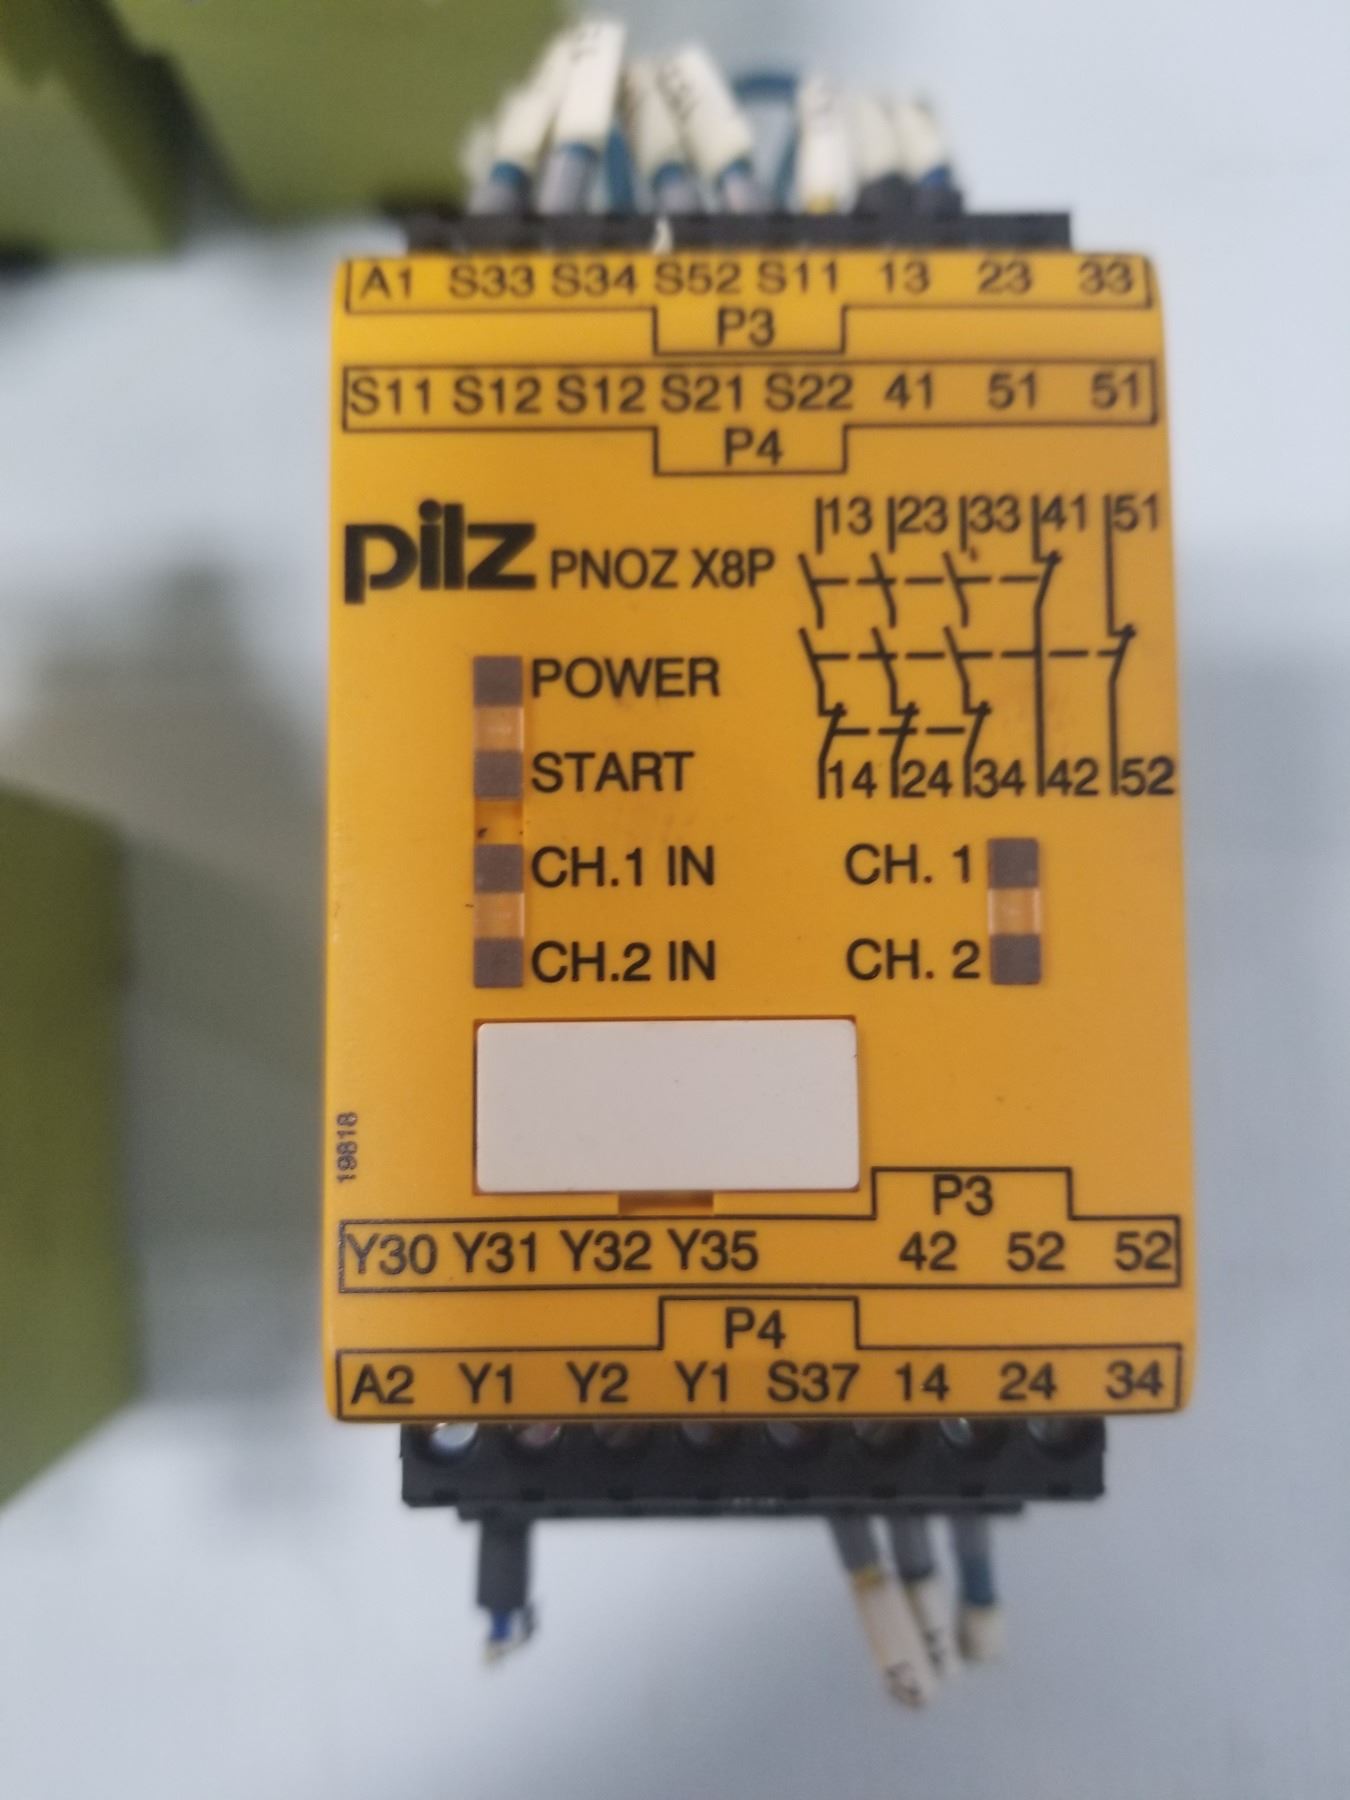 A1 S33 S34 S52 S11 13 23 33
P3
S11 S12 S12 S21 S22 41 51 51
P4
pilz PNOZ X8P
13 23 33 41 51
14 24 34 42 52
POWER
START
CH.1 IN
CH.2 IN
CH. 1
CH. 2
19818
P3
Y30 Y31 Y32 Y35 42 52 52
P4
A2 Y1 Y2 Y1 S37 14 24 34